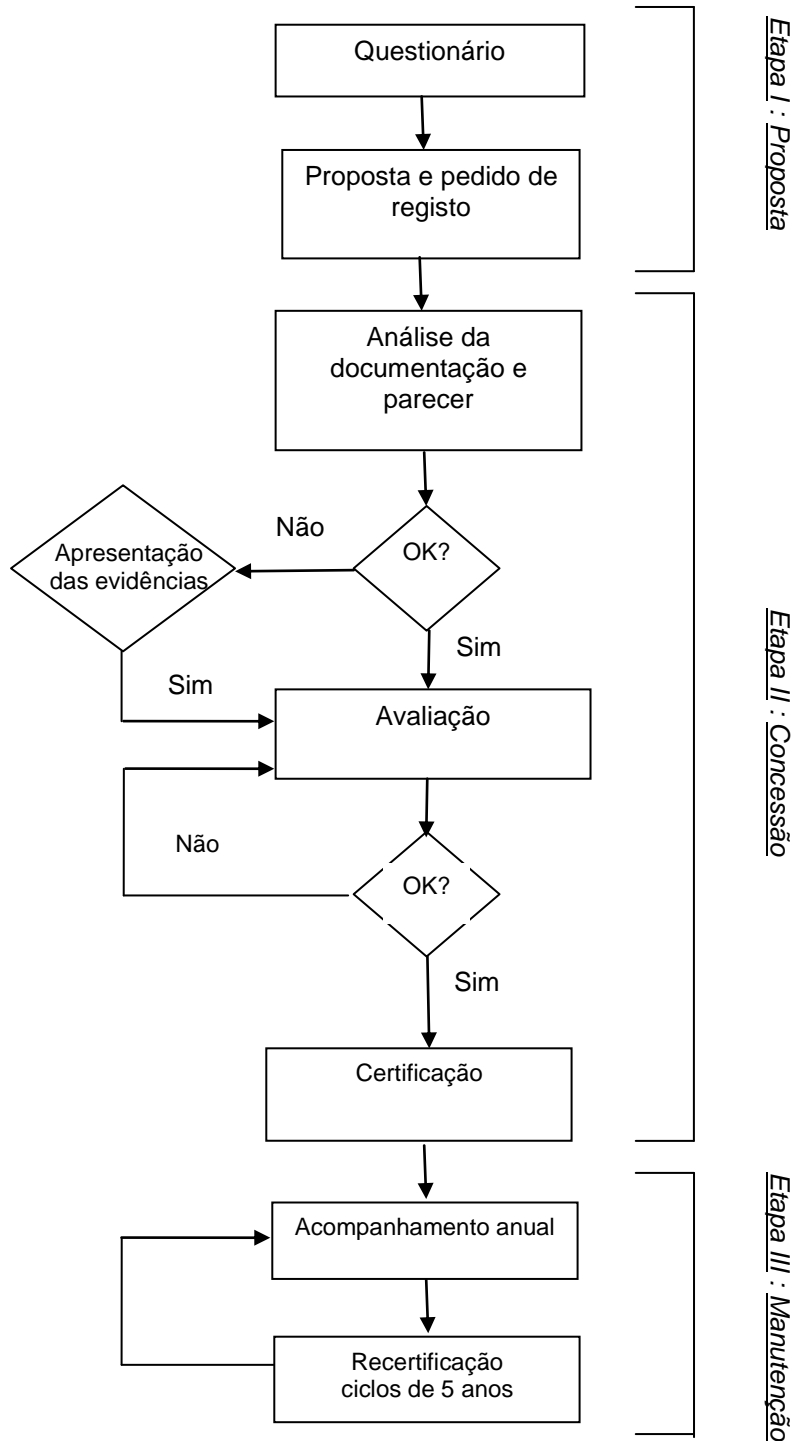 Questionário
Proposta e pedido de
registo
Etapa I : Proposta
Análise da
documentação e
parecer
OK?
Não
Apresentação
das evidências
Sim
Sim
Avaliação
OK?
Não
Sim
Certificação
Etapa II : Concessão
Acompanhamento anual
Recertificação
ciclos de 5 anos
Etapa III : Manutenção